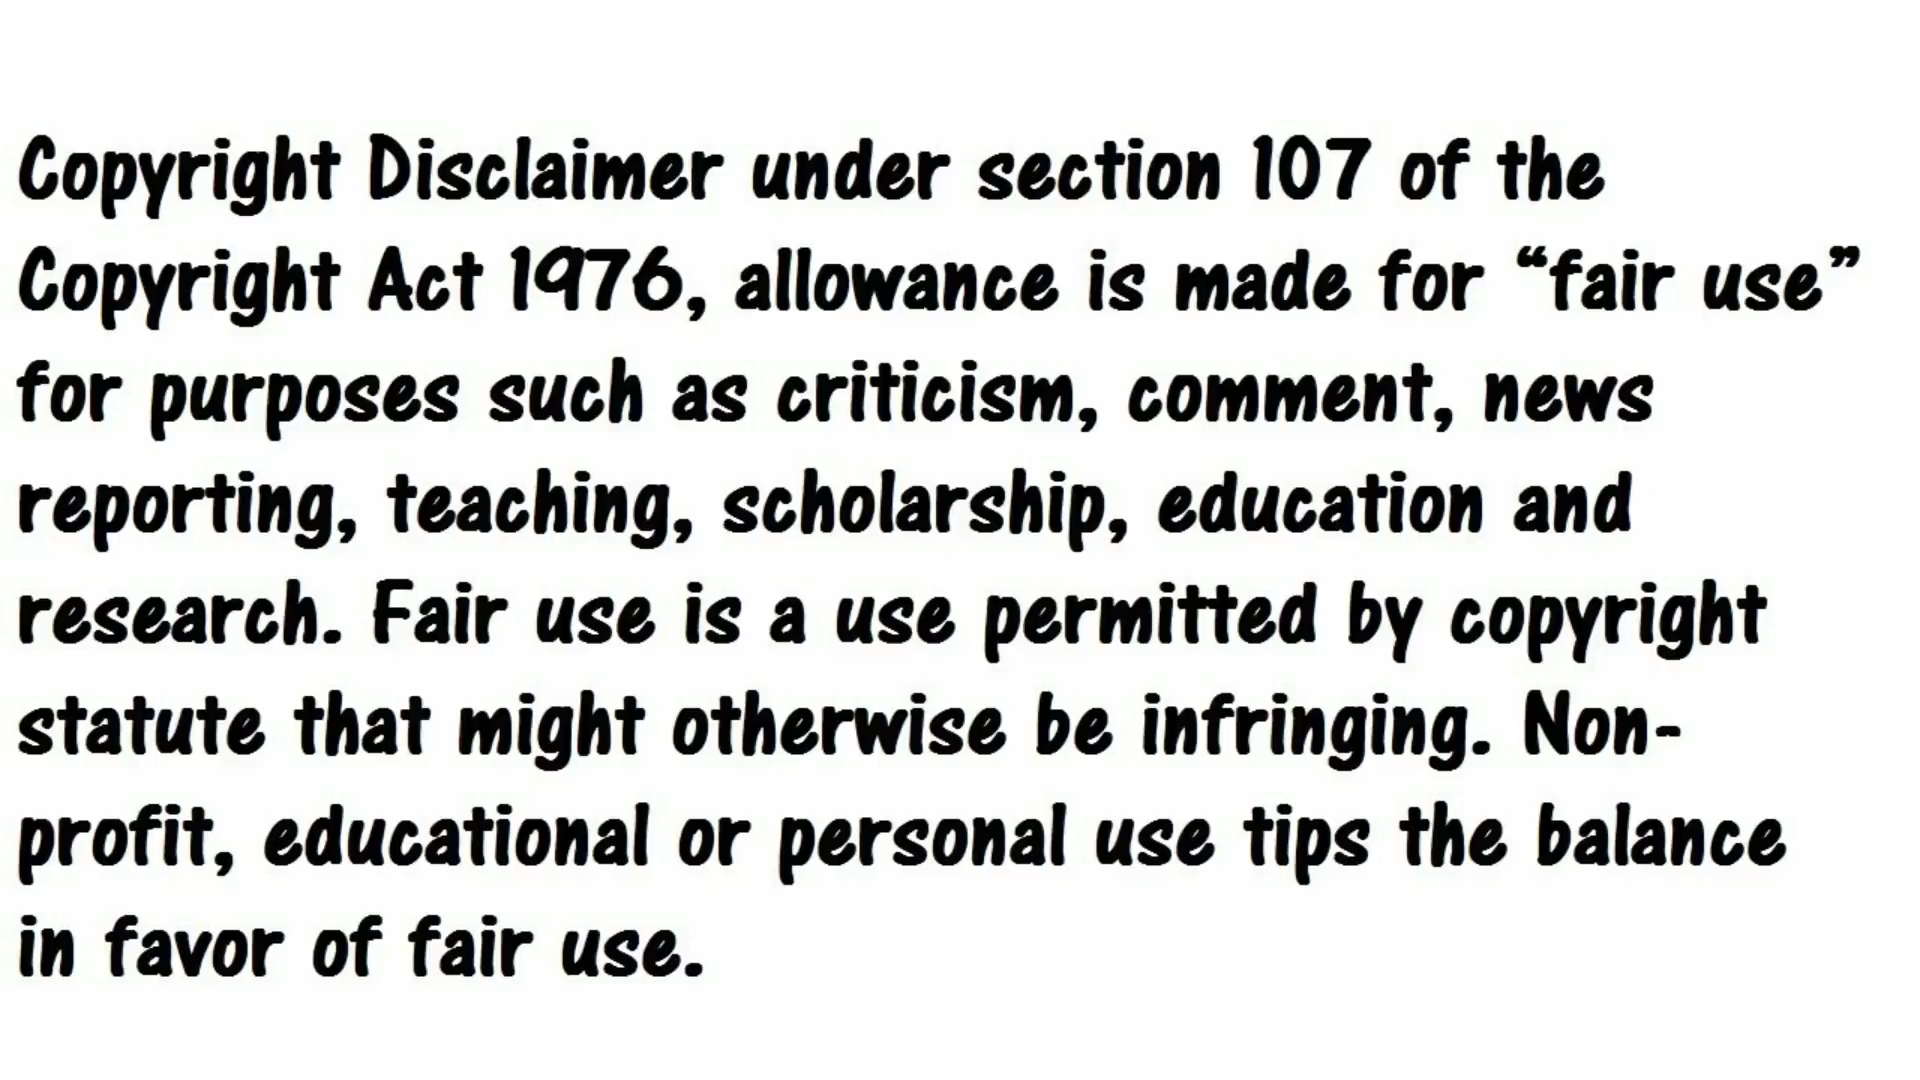 Copyright Disclaimer under section 107 of the
Copyright Act 1976, allowance is made for “fair use”
for purposes such as criticism, comment, news
reporting, teaching, scholarship, education and
research. Fair use is a use permitted by copyright
statute that might otherwise be infringing. Non-
profit, educational or personal use tips the balance
in favor of fair use.